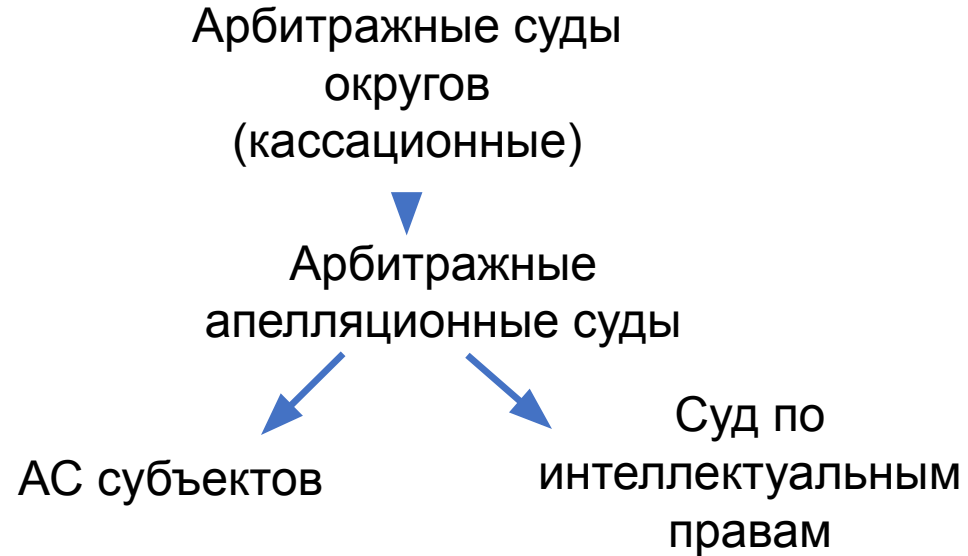 Арбитражные суды
округов
(кассационные)
Арбитражные
апелляционные суды
АС субъектов
Суд по
интеллектуальным
правам